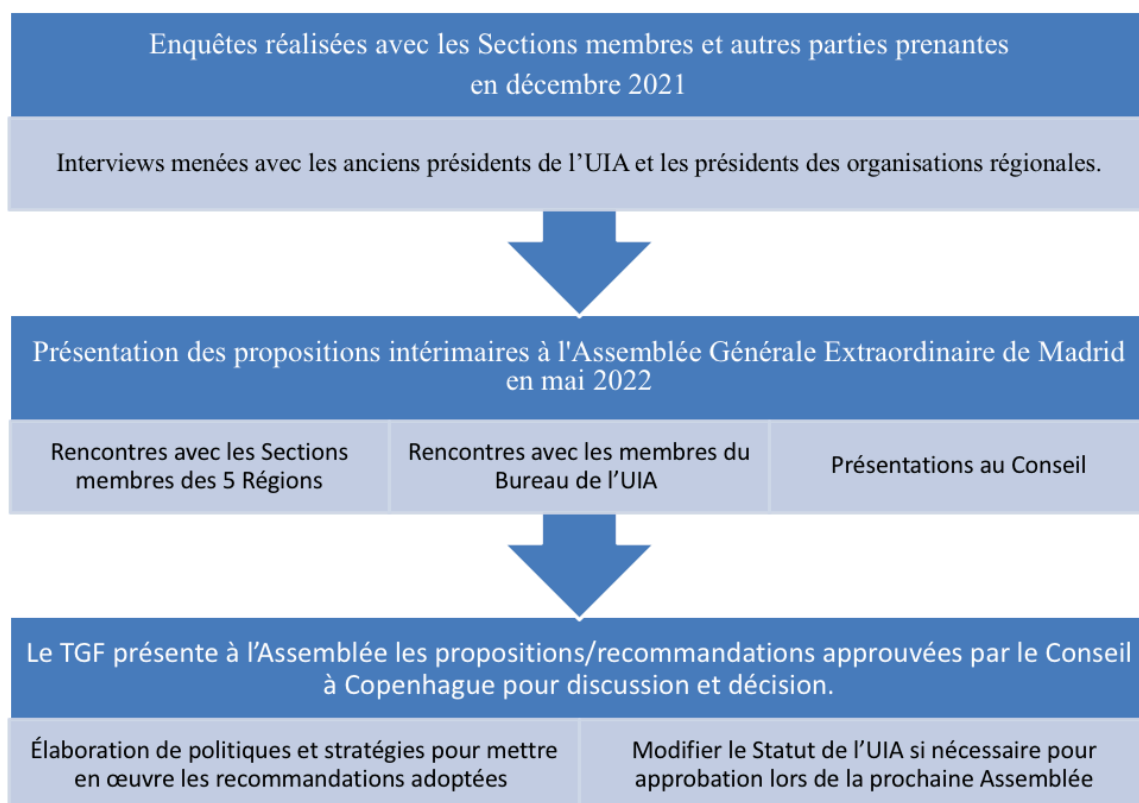 Enquêtes réalisées avec les Sections membres et autres parties prenantes
en décembre 2021
Interviews menées avec les anciens présidents de l’UIA et les présidents des organisations régionales.
Présentation des propositions intérimaires à l'Assemblée Générale Extraordinaire de Madrid
en mai 2022
Rencontres avec les Sections
membres des 5 Régions
Rencontres avec les membres du
Bureau de l’UIA
Présentations au Conseil
Le TGF présente à l’Assemblée les propositions/recommandations approuvées par le Conseil
à Copenhague pour discussion et décision.
Élaboration de politiques et stratégies pour mettre
en œuvre les recommandations adoptées
Modifier le Statut de l’UIA si nécessaire pour
approbation lors de la prochaine Assemblée